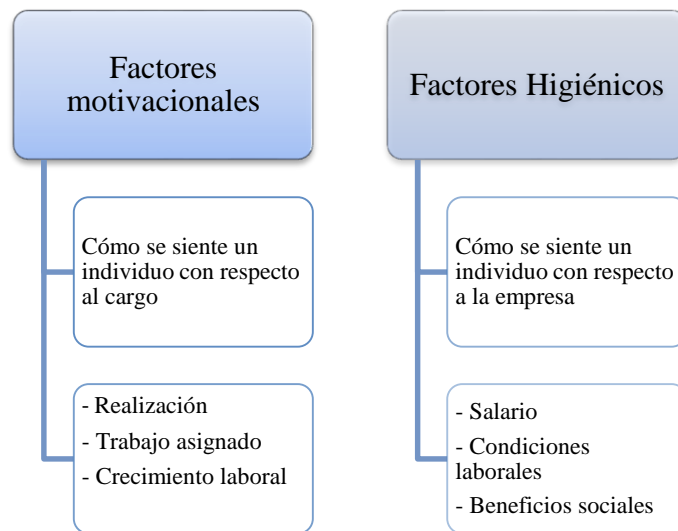 Factores
motivacionales
Cómo se siente un
individuo con respecto
al cargo
- Realización
- Trabajo asignado
- Crecimiento laboral
Factores Higiénicos
Cómo se siente un
individuo con respecto
a la empresa
- Salario
- Condiciones
laborales
- Beneficios sociales